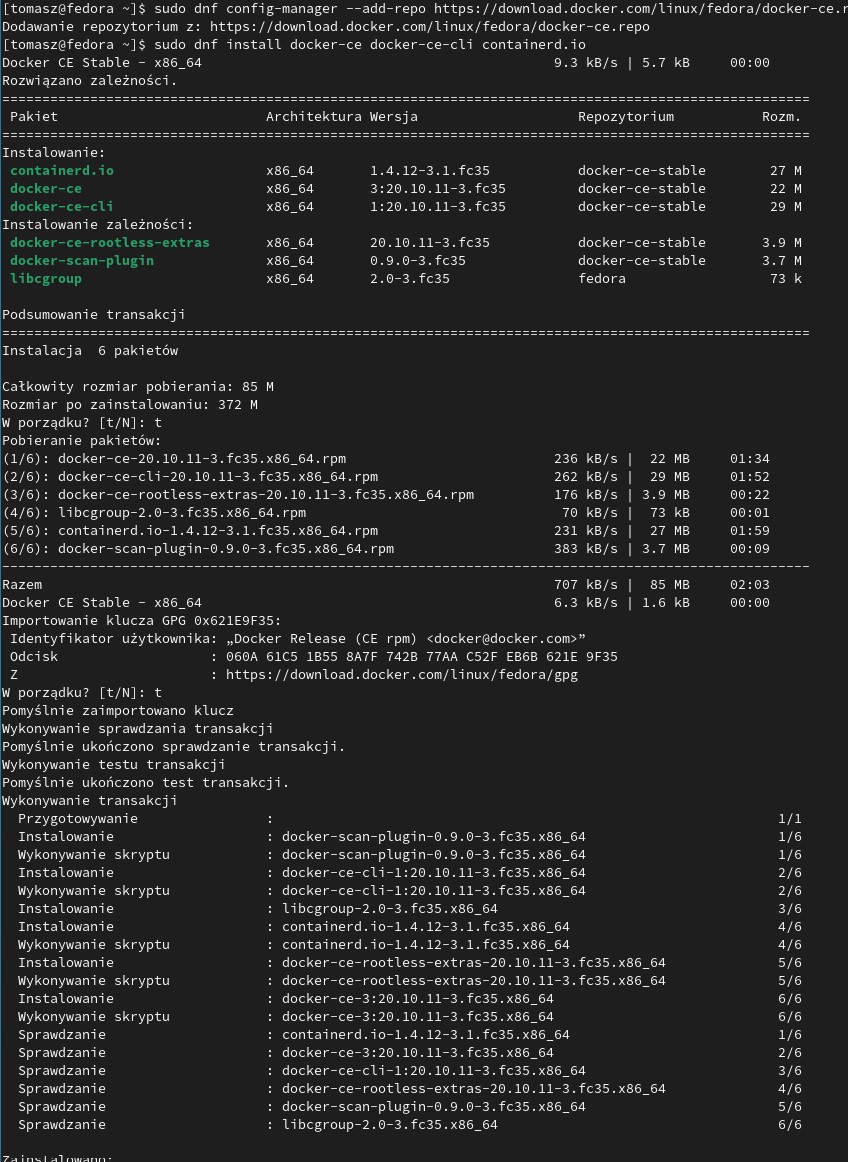 [tomasz@fedora ~]$ sudo dnf config-manager --add-repo https://download.docker.com/linux/fedora/docker-ce.r
Dodawanie repozytorium z: https://download.docker.com/linux/fedora/docker-ce.repo
[tomasz@fedora ~]$ sudo dnf install docker-ce docker-ce-cli containerd.io
Docker CE Stable - x86_64 9.3 kB/s | 5.7 kB 00:00
Rozwiązano zależności.
================================================================================
Pakiet Architektura Wersja Repozytorium Rozm.
================================================================================
Instalowanie:
containerd.io x86_64 1.4.12-3.1.fc35 docker-ce-stable 27 M
docker-ce x86_64 3:20.10.11-3.fc35 docker-ce-stable 22 M
docker-ce-cli x86_64 1:20.10.11-3.fc35 docker-ce-stable 29 M
Instalowanie zależności:
docker-ce-rootless-extras x86_64 20.10.11-3.fc35 docker-ce-stable 3.9 M
docker-scan-plugin x86_64 0.9.0-3.fc35 docker-ce-stable 3.7 M
libcgroup x86_64 2.0-3.fc35 fedora 73 k
Podsumowanie transakcji
================================================================================
Instalacja  6 pakietów
Całkowity rozmiar pobierania: 85 M
Rozmiar po zainstalowaniu: 372 M
W porządku? [t/N]: t
Pobieranie pakietów:
(1/6): docker-ce-20.10.11-3.fc35.x86_64.rpm 236 kB/s | 22 MB 01:34
(2/6): docker-ce-cli-20.10.11-3.fc35.x86_64.rpm 262 kB/s | 29 MB 01:52
(3/6): docker-ce-rootless-extras-20.10.11-3.fc35.x86_64.rpm 176 kB/s | 3.9 MB 00:22
(4/6): libcgroup-2.0-3.fc35.x86_64.rpm 70 kB/s | 73 kB 00:01
(5/6): containerd.io-1.4.12-3.1.fc35.x86_64.rpm 231 kB/s | 27 MB 01:59
(6/6): docker-scan-plugin-0.9.0-3.fc35.x86_64.rpm 383 kB/s | 3.7 MB 00:09
--------------------------------------------------------------------------------
Razem 707 kB/s | 85 MB 02:03
Docker CE Stable - x86_64 6.3 kB/s | 1.6 kB 00:00
Importowanie klucza GPG 0x621E9F35:
Identyfikator użytkownika: „Docker Release (CE rpm) <docker@docker.com>”
Odcisk : 060A 61C5 1B55 8A7F 742B 77AA C52F EB6B 621E 9F35
Z : https://download.docker.com/linux/fedora/gpg
W porządku? [t/N]: t
Pomyślnie zaimportowano klucz
Wykonywanie sprawdzania transakcji
Pomyślnie ukończono sprawdzanie transakcji.
Wykonywanie testu transakcji
Pomyślnie ukończono test transakcji.
Wykonywanie transakcji
Przygotowywanie : 1/1
Instalowanie : docker-scan-plugin-0.9.0-3.fc35.x86_64 1/6
Wykonywanie skryptu : docker-scan-plugin-0.9.0-3.fc35.x86_64 1/6
Instalowanie : docker-ce-cli-1:20.10.11-3.fc35.x86_64 2/6
Wykonywanie skryptu : docker-ce-cli-1:20.10.11-3.fc35.x86_64 2/6
Instalowanie : libcgroup-2.0-3.fc35.x86_64 3/6
Instalowanie : containerd.io-1.4.12-3.1.fc35.x86_64 4/6
Wykonywanie skryptu : containerd.io-1.4.12-3.1.fc35.x86_64 4/6
Instalowanie : docker-ce-rootless-extras-20.10.11-3.fc35.x86_64 5/6
Wykonywanie skryptu : docker-ce-rootless-extras-20.10.11-3.fc35.x86_64 5/6
Instalowanie : docker-ce-3:20.10.11-3.fc35.x86_64 6/6
Wykonywanie skryptu : docker-ce-3:20.10.11-3.fc35.x86_64 6/6
Sprawdzanie : containerd.io-1.4.12-3.1.fc35.x86_64 1/6
Sprawdzanie : docker-ce-3:20.10.11-3.fc35.x86_64 2/6
Sprawdzanie : docker-ce-cli-1:20.10.11-3.fc35.x86_64 3/6
Sprawdzanie : docker-ce-rootless-extras-20.10.11-3.fc35.x86_64 4/6
Sprawdzanie : docker-scan-plugin-0.9.0-3.fc35.x86_64 5/6
Sprawdzanie : libcgroup-2.0-3.fc35.x86_64 6/6
Zainstalowano: